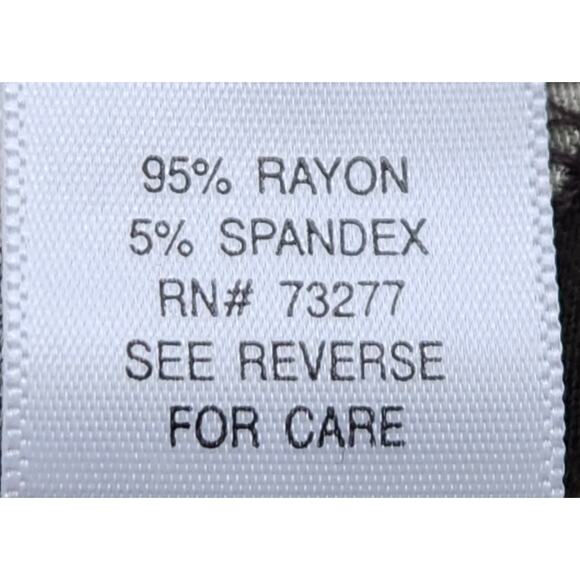 95% RAYON
5% SPANDEX
RN# 73277
SEE REVERSE
FOR CARE